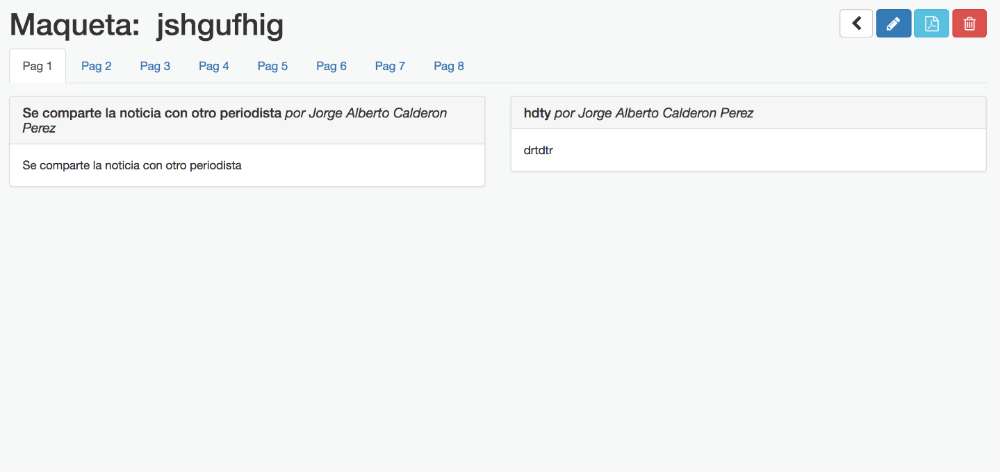 Maqueta: jshgufhig
Pag 1 Pag 2 Pag 3 Pag 4 Pag 5 Pag 6 Pag 7 Pag 8
Se comparte la noticia con otro periodista por Jorge Alberto Calderon
Perez
Se comparte la noticia con otro periodista
hdty por Jorge Alberto Calderon Perez
drtdtr